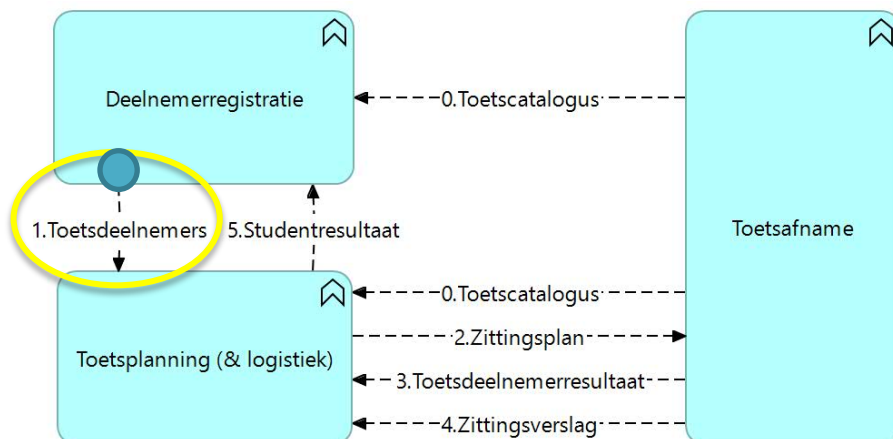 Deelnemerregistratie
0.Toetscatalogus
1.Toetsdeelnemers
5.Studentresultaat
Toetsafname
0.Toetscatalogus
2.Zittingsplan
Toetsplanning (& logistiek)
3.Toetsdeelnemerresultaat
4.Zittingsverslag